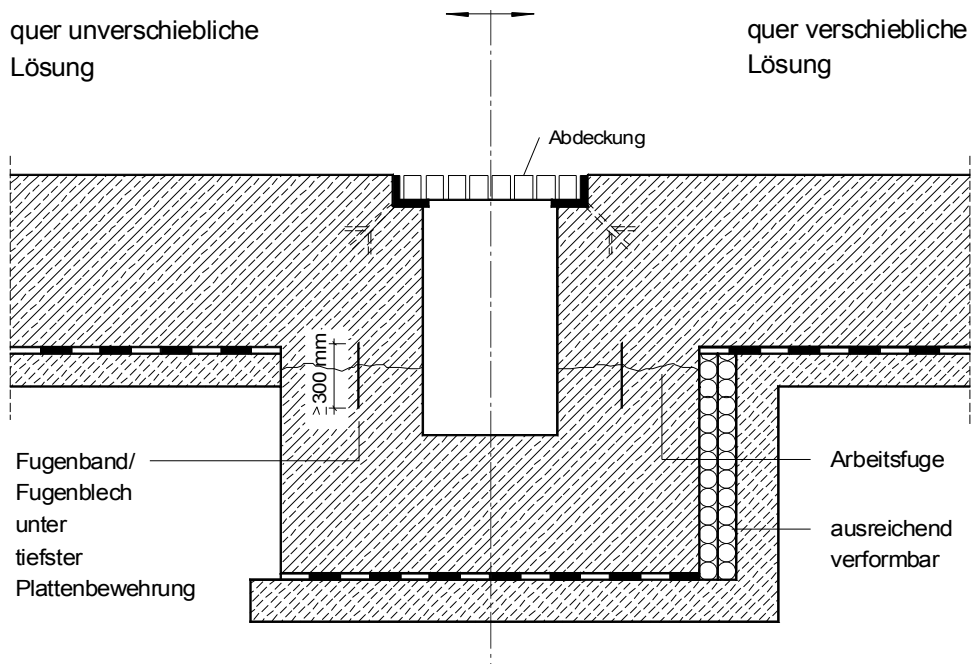 quer unverschiebliche
Lösung
quer verschiebliche
Lösung
Abdeckung
≥300 mm
Fugenband/
Fugenblech
unter
tiefster
Plattenbewehrung
Arbeitsfuge
ausreichend
verformbar